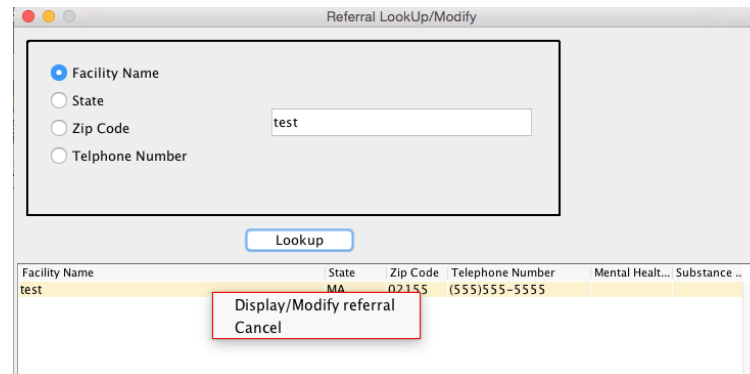 Referral LookUp/Modify
Facility Name
State
Zip Code
Telphone Number
test
Lookup
Facility Name State Zip Code Telephone Number Mental Healt... Substance ..
test MA 02155 (555)555-5555
Display/Modify referral
Cancel